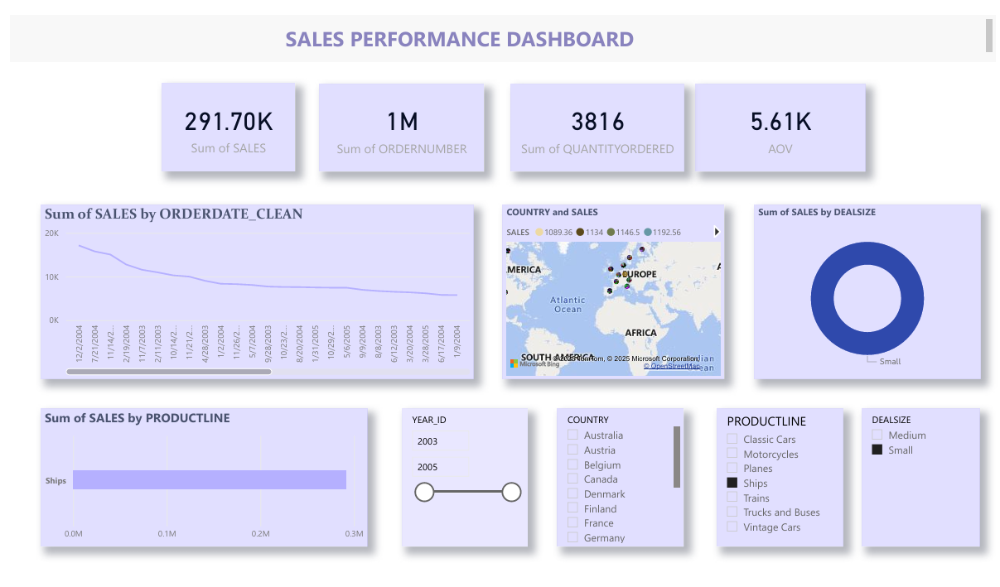 SALES PERFORMANCE DASHBOARD
291.70K
Sum of SALES
1M
Sum of ORDERNUMBER
3816
Sum of QUANTITYORDERED
5.61K
AOV
Sum of SALES by ORDERDATE_CLEAN
20K
10K
0K
12/2/2004
7/21/2004
11/14/2...
2/19/2004
11/7/2003
2/11/2003
10/14/2...
11/21/2...
4/28/2003
1/2/2004
11/26/2...
5/7/2004
9/28/2003
10/23/2...
8/20/2004
1/31/2005
10/29/2...
5/6/2005
9/9/2004
8/8/2003
6/12/2003
3/20/2004
3/28/2005
6/17/2004
1/9/2004
COUNTRY and SALES
SALES 1089.36 1134 1146.5 1192.56
MERICA
EUROPE
A
Atlantic
Ocean
AFRICA
SOUTH AMERICA
© 2025 TomTom, © 2025 Microsoft Corporation,
Microsoft Bing
© OpenStreetMap
Sum of SALES by DEALSIZE
Small
Sum of SALES by PRODUCTLINE
Ships
0.0M
0.1M
0.2M
0.3M
YEAR_ID
2003
2005
COUNTRY
Australia
Austria
Belgium
Canada
Denmark
Finland
France
Germany
PRODUCTLINE
Classic Cars
Motorcycles
Planes
Ships
Trains
Trucks and Buses
Vintage Cars
DEALSIZE
Medium
Small